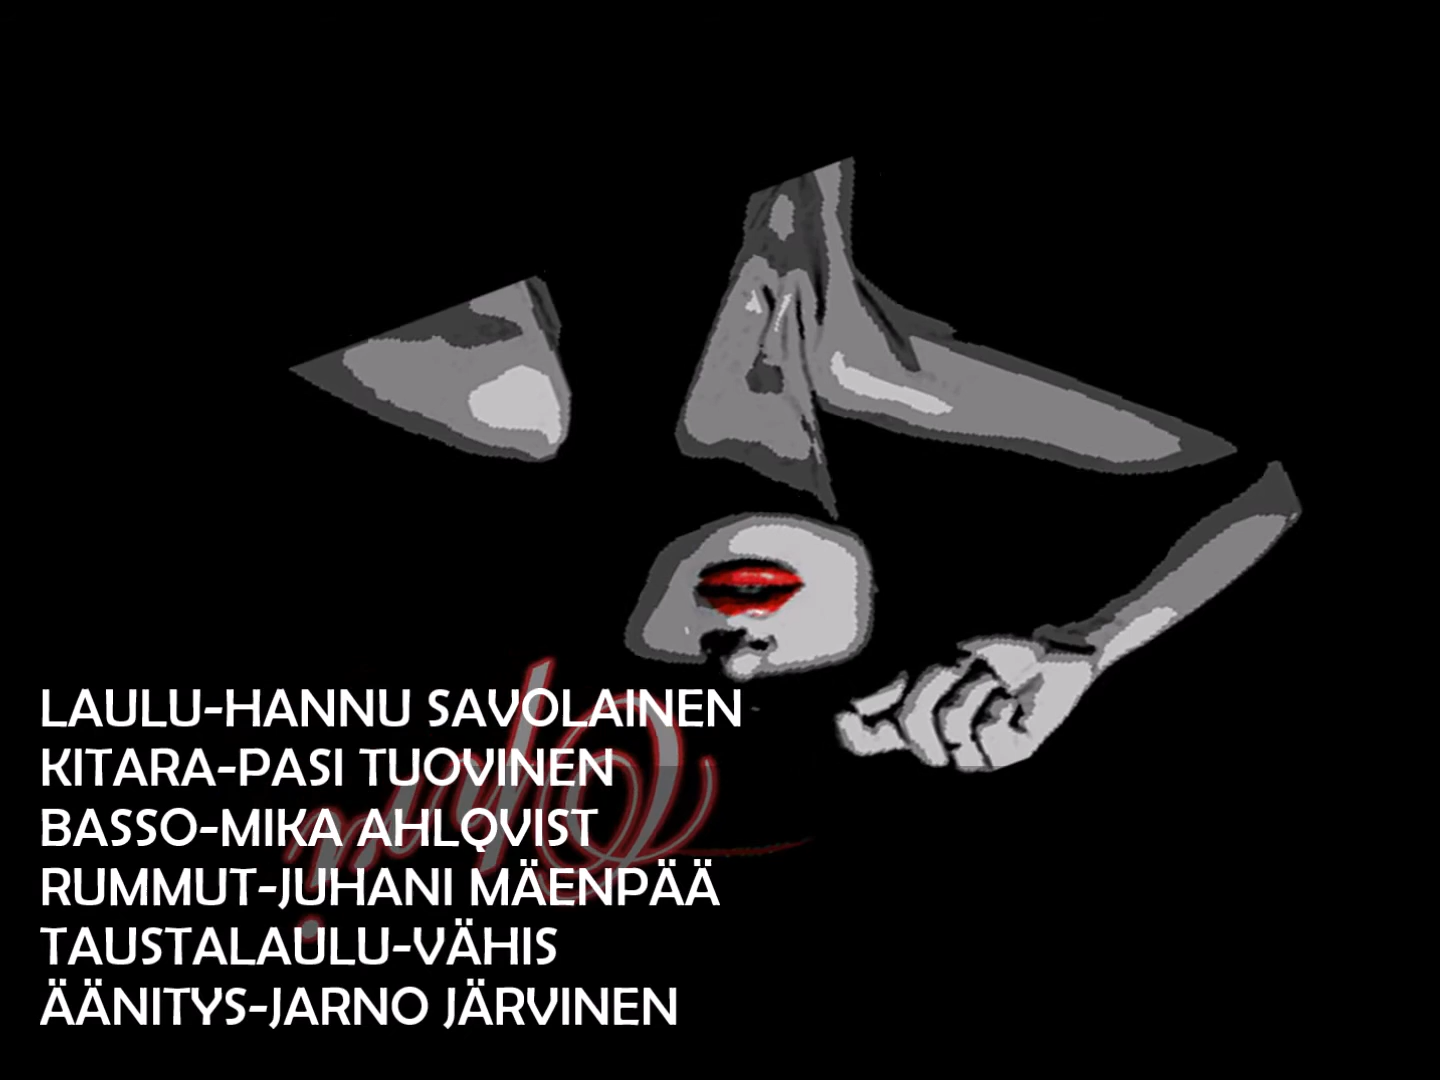 LAULU-HANNU SAVOLAINEN
KITARA-PASI TUOVINEN
BASSO-MIKA AHLQVIST
RUMMUT-JUHANI MÄENPÄÄ
TAUSTALAULU-VÄHIS
ÄÄNITYS-JARNO JÄRVINEN